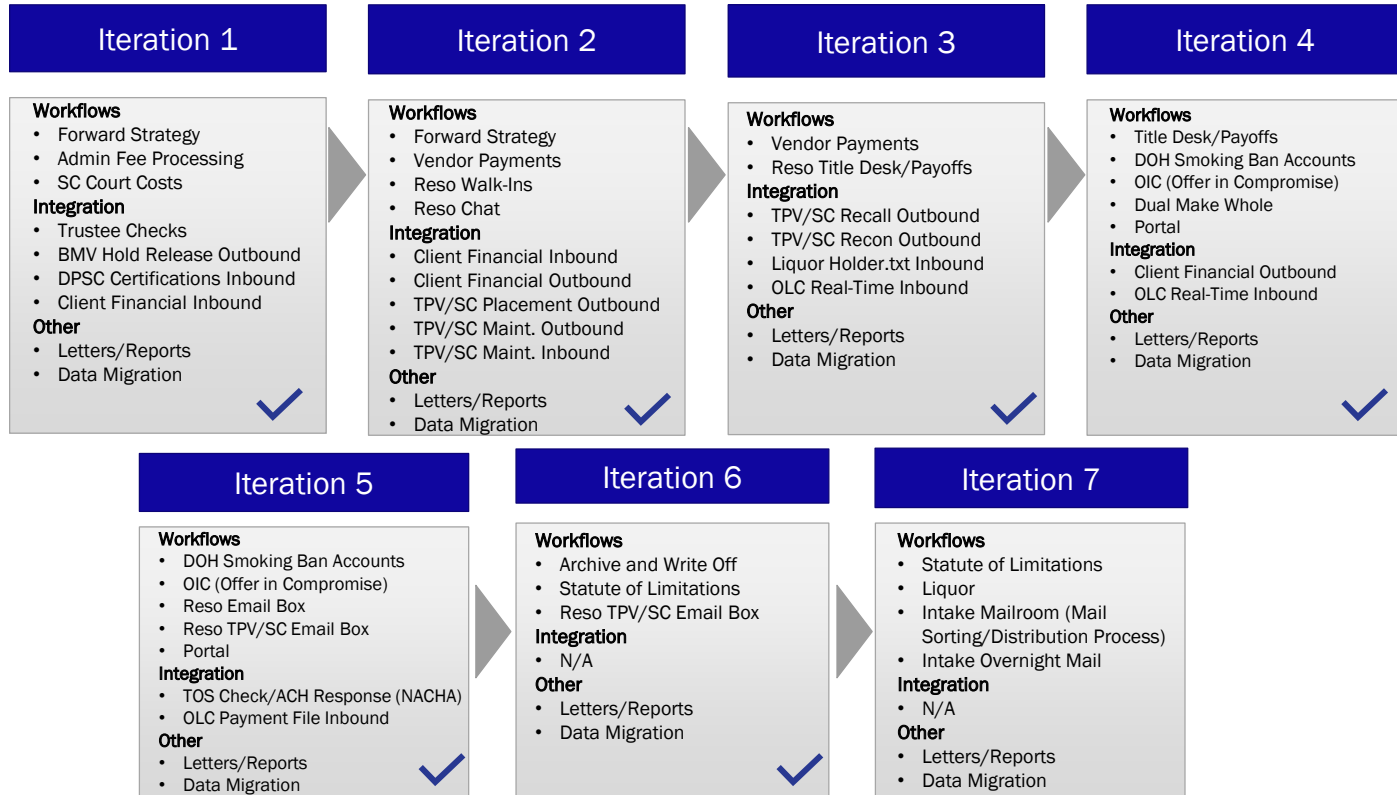 Iteration 1
Workflows
• Forward Strategy
• Admin Fee Processing
• SC Court Costs
Integration
• Trustee Checks
• BMV Hold Release Outbound
• DPSC Certifications Inbound
• Client Financial Inbound
Other
• Letters/Reports
• Data Migration
Iteration 2
Workflows
• Forward Strategy
• Vendor Payments
• Reso Walk-Ins
• Reso Chat
Integration
• Client Financial Inbound
• Client Financial Outbound
• TPV/SC Placement Outbound
• TPV/SC Maint. Outbound
• TPV/SC Maint. Inbound
Other
• Letters/Reports
• Data Migration
Iteration 3
Workflows
• Vendor Payments
• Reso Title Desk/Payoffs
Integration
• TPV/SC Recall Outbound
• TPV/SC Recon Outbound
• Liquor Holder.txt Inbound
• OLC Real-Time Inbound
Other
• Letters/Reports
• Data Migration
Iteration 4
Workflows
• Title Desk/Payoffs
• DOH Smoking Ban Accounts
• OIC (Offer in Compromise)
• Dual Make Whole
• Portal
Integration
• Client Financial Outbound
• OLC Real-Time Inbound
Other
• Letters/Reports
• Data Migration
Iteration 5
Workflows
• DOH Smoking Ban Accounts
• OIC (Offer in Compromise)
• Reso Email Box
• Reso TPV/SC Email Box
• Portal
Integration
• TOS Check/ACH Response (NACHA)
• OLC Payment File Inbound
Other
• Letters/Reports
• Data Migration
Iteration 6
Workflows
• Archive and Write Off
• Statute of Limitations
• Reso TPV/SC Email Box
Integration
• N/A
Other
• Letters/Reports
• Data Migration
Iteration 7
Workflows
• Statute of Limitations
• Liquor
• Intake Mailroom (Mail
Sorting/Distribution Process)
• Intake Overnight Mail
Integration
• N/A
Other
• Letters/Reports
• Data Migration